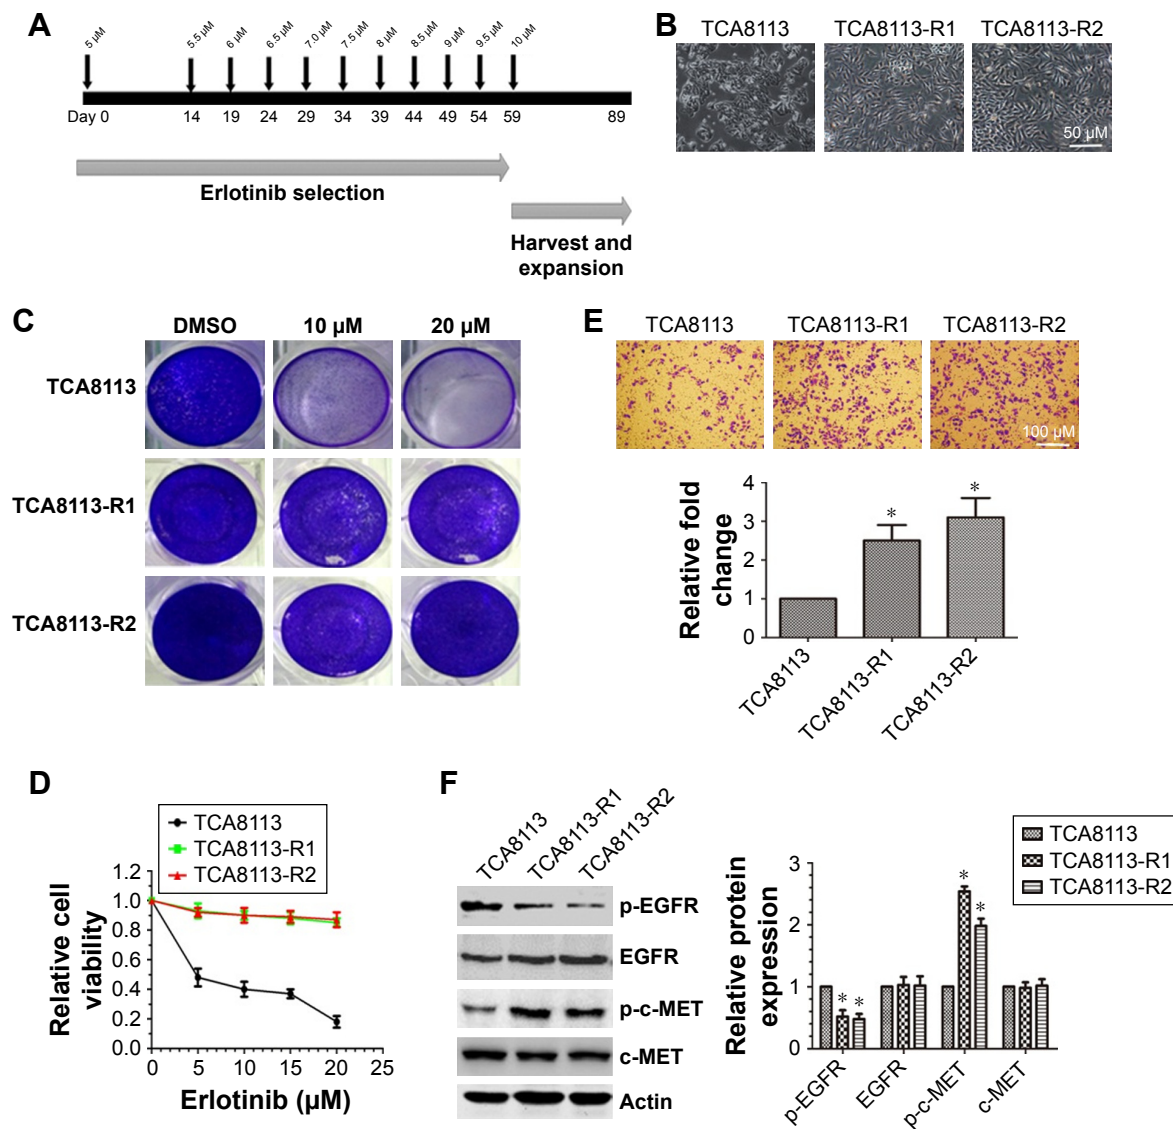 A
5 µM 5.5 µM 6 µM 6.5 µM 7.0 µM 7.5 µM 8 µM 8.5 µM 9 µM 9.5 µM 10 µM
Day 0 14 19 24 29 34 39 44 49 54 59 89
Erlotinib selection
Harvest and
expansion
B
TCA8113 TCA8113-R1 TCA8113-R2
50 µM
C
DMSO 10 µM 20 µM
TCA8113
TCA8113-R1
TCA8113-R2
E
TCA8113 TCA8113-R1 TCA8113-R2
100 µM
Relative fold
change
4
3
2
1
0
* *
TCA8113 TCA8113-R1 TCA8113-R2
D
TCA8113
TCA8113-R1
TCA8113-R2
Relative cell
viability
1.2
1.0
0.8
0.6
0.4
0.2
0.0
0 5 10 15 20 25
Erlotinib (µM)
F
TCA8113 TCA8113-R1 TCA8113-R2
p-EGFR
EGFR
p-c-MET
c-MET
Actin
TCA8113
TCA8113-R1
TCA8113-R2
Relative protein
expression
3
2
1
0
* * * *
p-EGFR EGFR p-c-MET c-MET